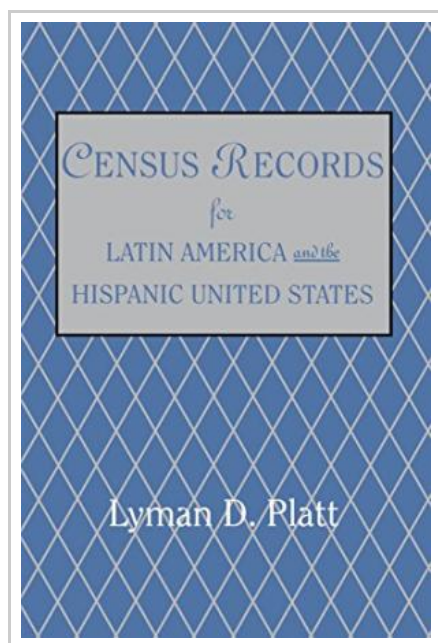 CENSUS RECORDS
for
LATIN AMERICA and the
HISPANIC UNITED STATES
Lyman D. Platt